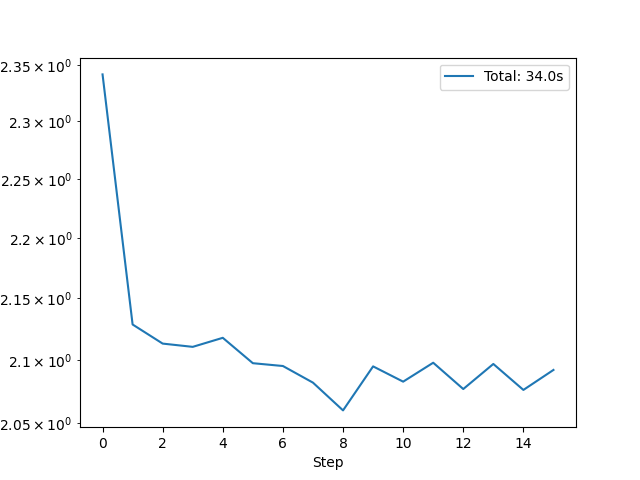 Total: 34.0s
2.35 × 10⁰
2.3 × 10⁰
2.25 × 10⁰
2.2 × 10⁰
2.15 × 10⁰
2.1 × 10⁰
2.05 × 10⁰
0 2 4 6 8 10 12 14
Step